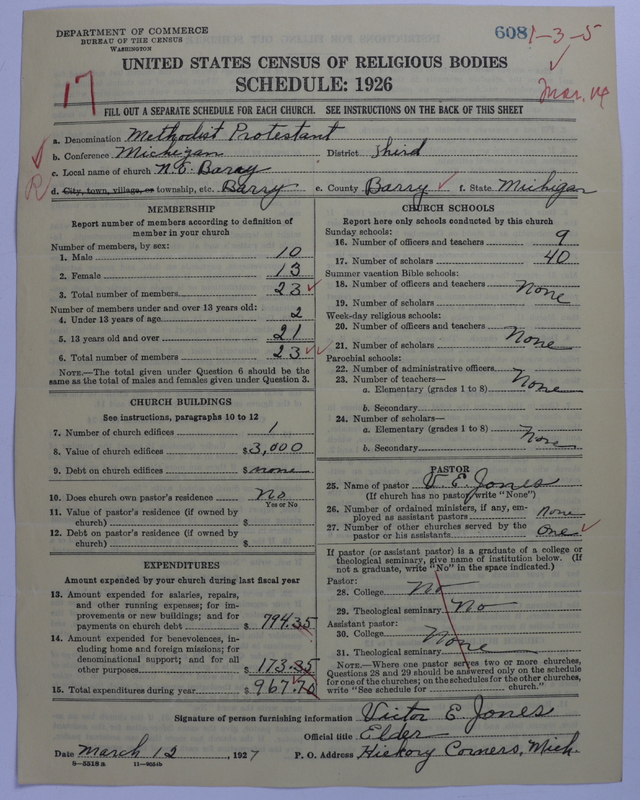 DEPARTMENT OF COMMERCE
BUREAU OF THE CENSUS
WASHINGTON
608 1-3-5
UNITED STATES CENSUS OF RELIGIOUS BODIES
SCHEDULE: 1926
17
Mar. 14
FILL OUT A SEPARATE SCHEDULE FOR EACH CHURCH. SEE INSTRUCTIONS ON THE BACK OF THIS SHEET
a. Denomination Methodist Protestant
b. Conference Michigan District Third
c. Local name of church N. E. Barry
R
d. City, town, village, or township, etc. Barry e. County Barry f. State Michigan
MEMBERSHIP
Report number of members according to definition of
member in your church
Number of members, by sex:
1. Male 10
2. Female 13
3. Total number of members 23
Number of members under and over 13 years old:
4. Under 13 years of age 2
5. 13 years old and over 21
6. Total number of members 23
NOTE.—The total given under Question 6 should be the
same as the total of males and females given under Question 3.
CHURCH BUILDINGS
See instructions, paragraphs 10 to 12
7. Number of church edifices 1
8. Value of church edifices $3,000
9. Debt on church edifices $none
10. Does church own pastor's residence No
Yes or No
11. Value of pastor's residence (if owned by
church) $
12. Debt on pastor's residence (if owned by
church) $
EXPENDITURES
Amount expended by your church during last fiscal year
13. Amount expended for salaries, repairs,
and other running expenses; for im-
provements or new buildings; and for
payments on church debt $ 794.35
14. Amount expended for benevolences, in-
cluding home and foreign missions; for
denominational support; and for all
other purposes $ 173.35
15. Total expenditures during year $ 967.70
CHURCH SCHOOLS
Report here only schools conducted by this church
Sunday schools:
16. Number of officers and teachers 9
17. Number of scholars 40
Summer vacation Bible schools:
18. Number of officers and teachers
None
19. Number of scholars
Week-day religious schools:
20. Number of officers and teachers
None
21. Number of scholars
Parochial schools:
22. Number of administrative officers
23. Number of teachers—
None
a. Elementary (grades 1 to 8)
b. Secondary
24. Number of scholars—
a. Elementary (grades 1 to 8)
None
b. Secondary
PASTOR
25. Name of pastor V. E. Jones
(If church has no pastor, write "None")
26. Number of ordained ministers, if any, em-
ployed as assistant pastors None
27. Number of other churches served by the
pastor or his assistants One
If pastor (or assistant pastor) is a graduate of a college or
theological seminary, give name of institution below. (If
not a graduate, write "No" in the space indicated.)
Pastor:
28. College No
29. Theological seminary No
Assistant pastor:
30. College
None
31. Theological seminary
NOTE.—Where one pastor serves two or more churches,
Questions 28 and 29 should be answered only on the schedule
for one of the churches; on the schedules for the other churches,
write "See schedule for church."
Signature of person furnishing information Victor E. Jones
Official title Elder
Date March 12, 1927 P. O. Address Hickory Corners, Mich.
8—5518 a 11—9054b